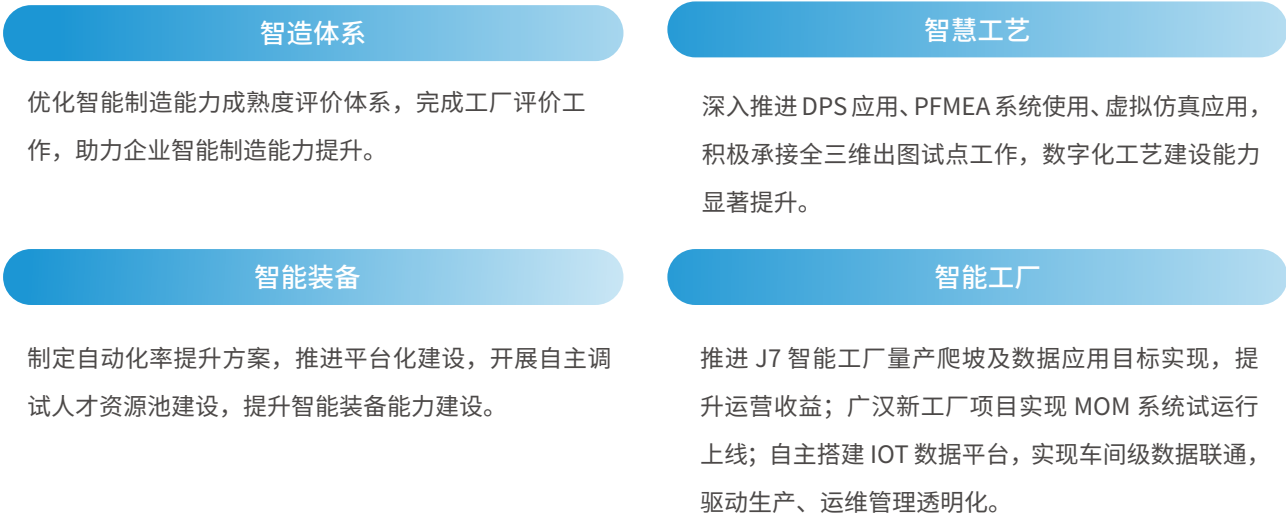 智造体系
优化智能制造能力成熟度评价体系，完成工厂评价工
作，助力企业智能制造能力提升。
智慧工艺
深入推进 DPS 应用、PFMEA 系统使用、虚拟仿真应用，
积极承接全三维出图试点工作，数字化工艺建设能力
显著提升。
智能装备
制定自动化率提升方案，推进平台化建设，开展自主调
试人才资源池建设，提升智能装备能力建设。
智能工厂
推进 J7 智能工厂量产爬坡及数据应用目标实现，提
升运营收益；广汉新工厂项目实现 MOM 系统试运行
上线；自主搭建 IOT 数据平台，实现车间级数据联通，
驱动生产、运维管理透明化。